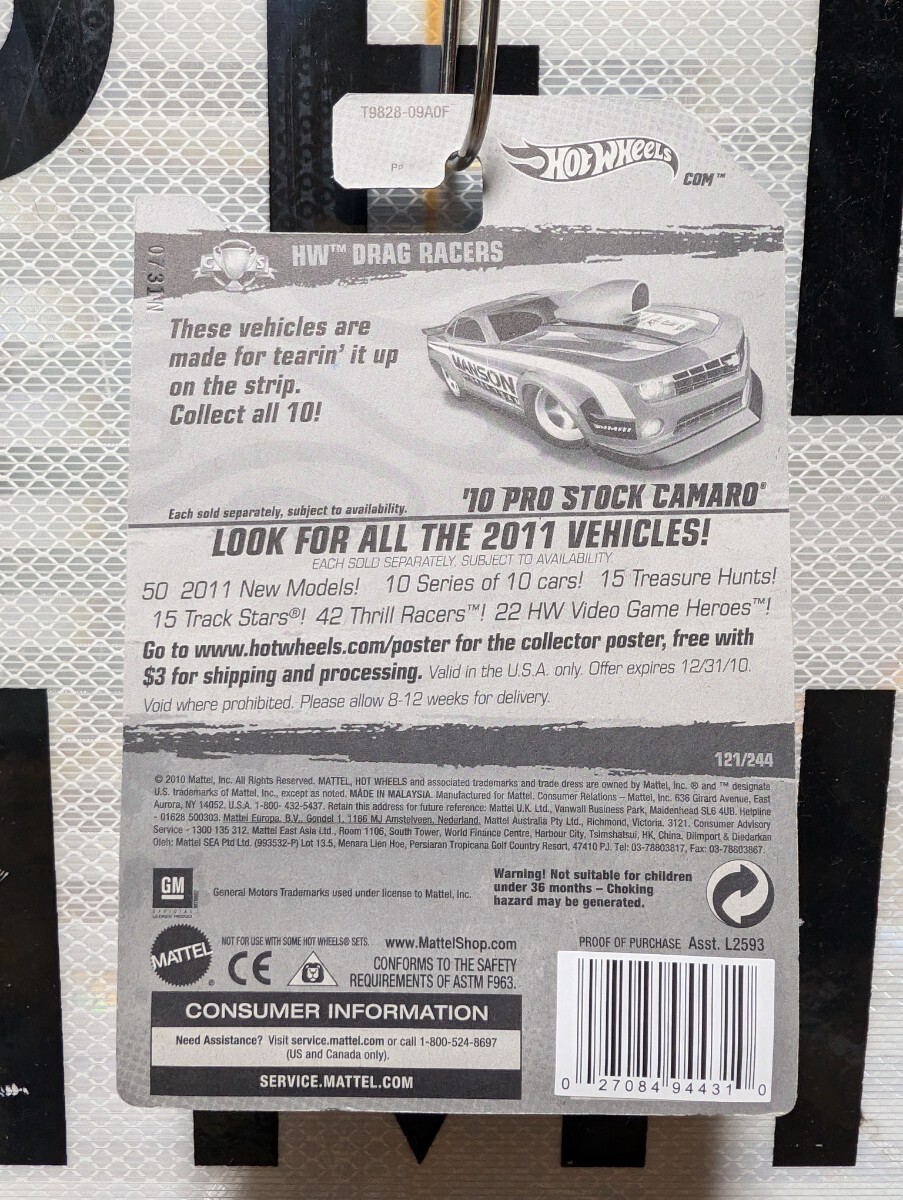 T9828-09A0F
PP
HOT WHEELS
COM™
07 31 N
HW™ DRAG RACERS
These vehicles are
made for tearin' it up
on the strip.
Collect all 10!
MANSON
SUMMIT
Each sold separately, subject to availability.
'10 PRO STOCK CAMARO®
LOOK FOR ALL THE 2011 VEHICLES!
EACH SOLD SEPARATELY. SUBJECT TO AVAILABILITY.
50 2011 New Models! 10 Series of 10 cars! 15 Treasure Hunts!
15 Track Stars®! 42 Thrill Racers™! 22 HW Video Game Heroes™!
Go to www.hotwheels.com/poster for the collector poster, free with
$3 for shipping and processing. Valid in the U.S.A. only. Offer expires 12/31/10.
Void where prohibited. Please allow 8-12 weeks for delivery.
121/244
© 2010 Mattel, Inc. All Rights Reserved. MATTEL, HOT WHEELS and associated trademarks and trade dress are owned by Mattel, Inc. ® and ™ designate
U.S. trademarks of Mattel, Inc., except as noted. MADE IN MALAYSIA. Manufactured for Mattel. Consumer Relations – Mattel, Inc. 636 Girard Avenue, East
Aurora, NY 14052, U.S.A. 1-800- 432-5437. Retain this address for future reference: Mattel U.K. Ltd., Vanwall Business Park, Maidenhead SL6 4UB. Helpline
- 01628 500303. Mattel Europa, B.V., Gondel 1, 1186 MJ Amstelveen, Nederland. Mattel Australia Pty Ltd., Richmond, Victoria. 3121. Consumer Advisory
Service - 1300 135 312. Mattel East Asia Ltd., Room 1106, South Tower, World Finance Centre, Harbour City, Tsimshatsui, HK, China. Diimport & Diedarkan
Oleh: Mattel SEA Ptd Ltd. (993532-P) Lot 13.5, Menara Lien Hoe, Persiaran Tropicana Golf Country Resort, 47410 PJ. Tel: 03-78803817, Fax: 03-78803867.
GM
OFFICIAL
LICENSED PRODUCT
General Motors Trademarks used under license to Mattel, Inc.
Warning! Not suitable for children
under 36 months – Choking
hazard may be generated.
MATTEL
NOT FOR USE WITH SOME HOT WHEELS® SETS.
www.MattelShop.com
CE
CONFORMS TO THE SAFETY
REQUIREMENTS OF ASTM F963.
PROOF OF PURCHASE Asst. L2593
CONSUMER INFORMATION
Need Assistance? Visit service.mattel.com or call 1-800-524-8697
(US and Canada only).
SERVICE.MATTEL.COM
0 27084 94431 0